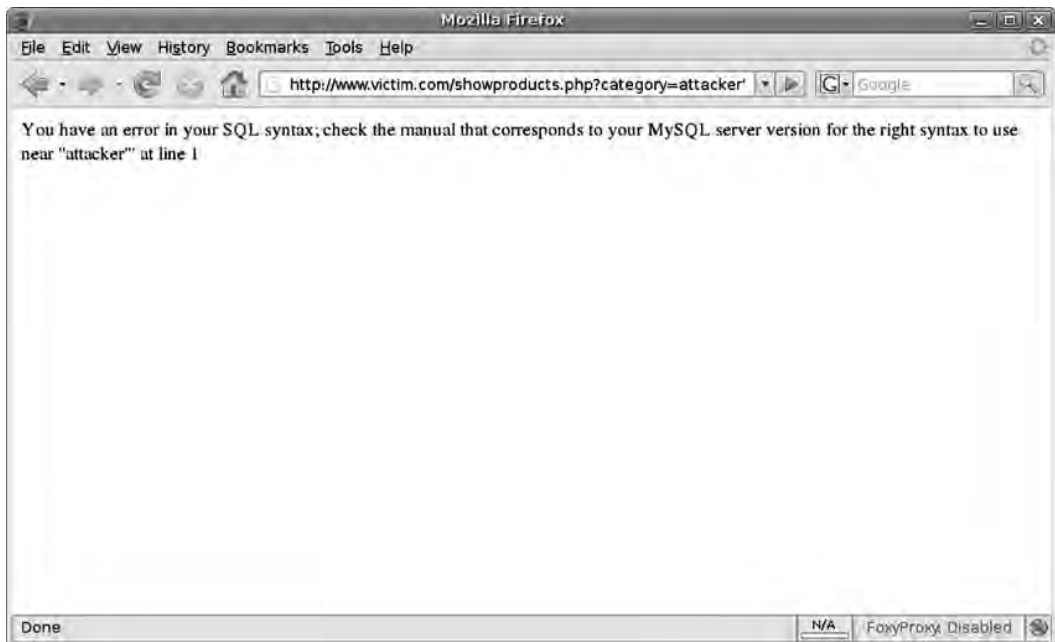 Mozilla Firefox
File Edit View History Bookmarks Tools Help
http://www.victim.com/showproducts.php?category=attacker'
G
Google
You have an error in your SQL syntax; check the manual that corresponds to your MySQL server version for the right syntax to use
near ''attacker''' at line 1
Done
N/A
FoxyProxy: Disabled